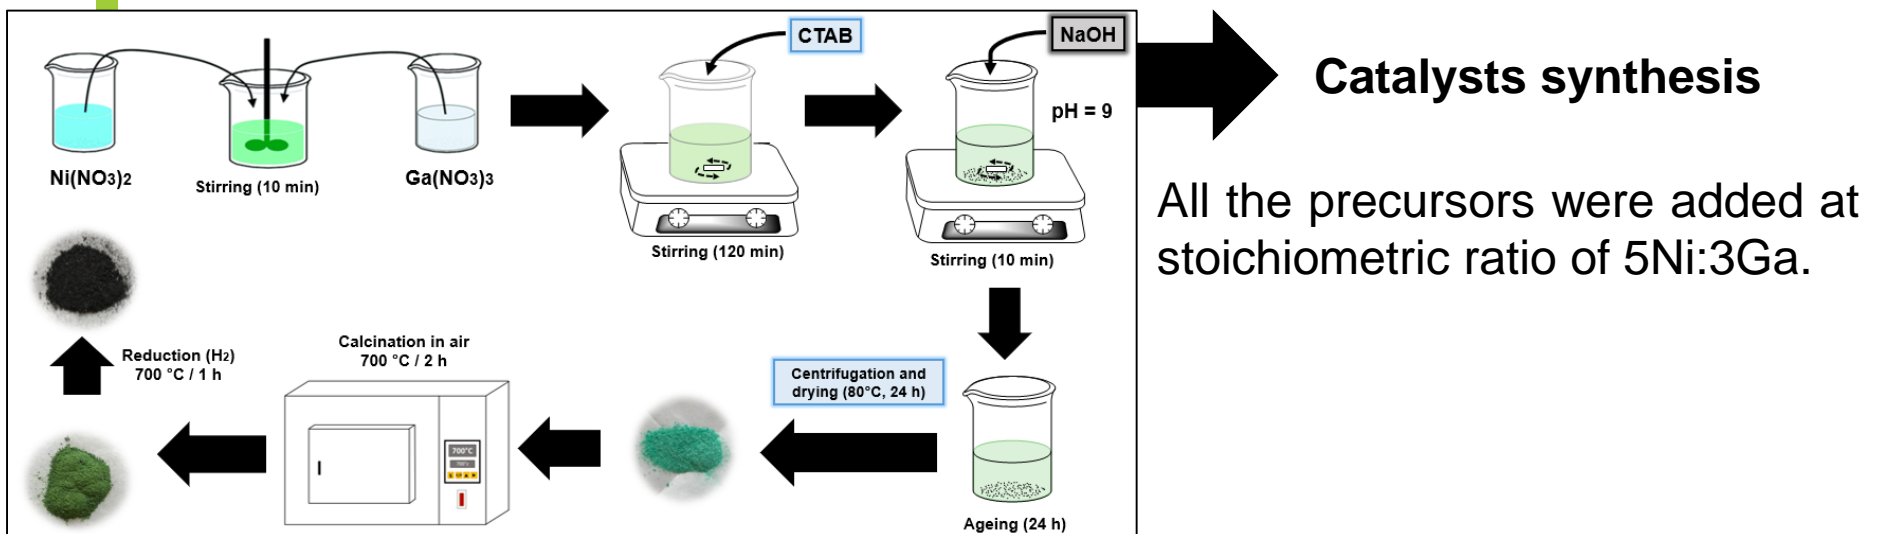 CTAB
NaOH
pH = 9
Ni(NO3)2
Stirring (10 min)
Ga(NO3)3
Stirring (120 min)
Stirring (10 min)
Catalysts synthesis
All the precursors were added at
stoichiometric ratio of 5Ni:3Ga.
Ageing (24 h)
Centrifugation and
drying (80°C, 24 h)
Calcination in air
700 °C / 2 h
700°C
Reduction (H2)
700 °C / 1 h